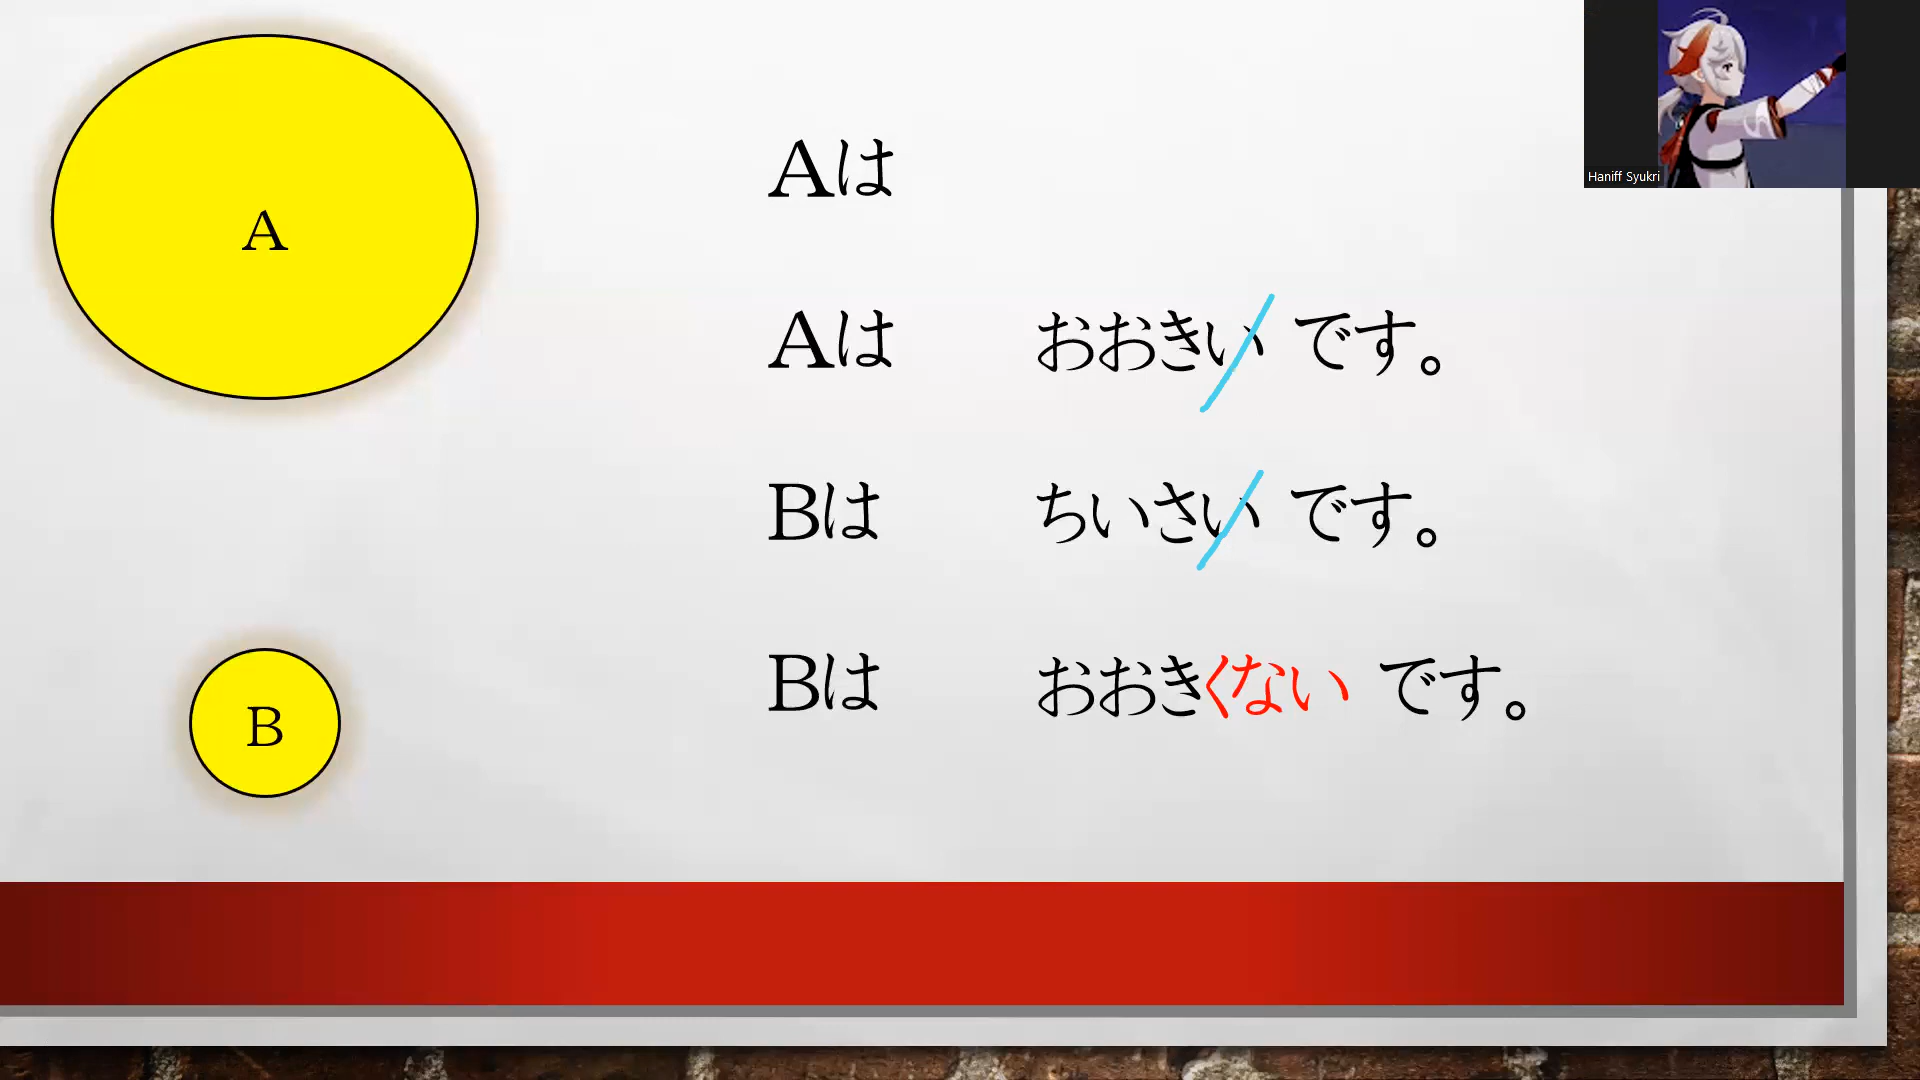 A
Aは
Haniff Syukri
Aは おおきい です。
Bは ちいさい です。
Bは おおきくない です。
B